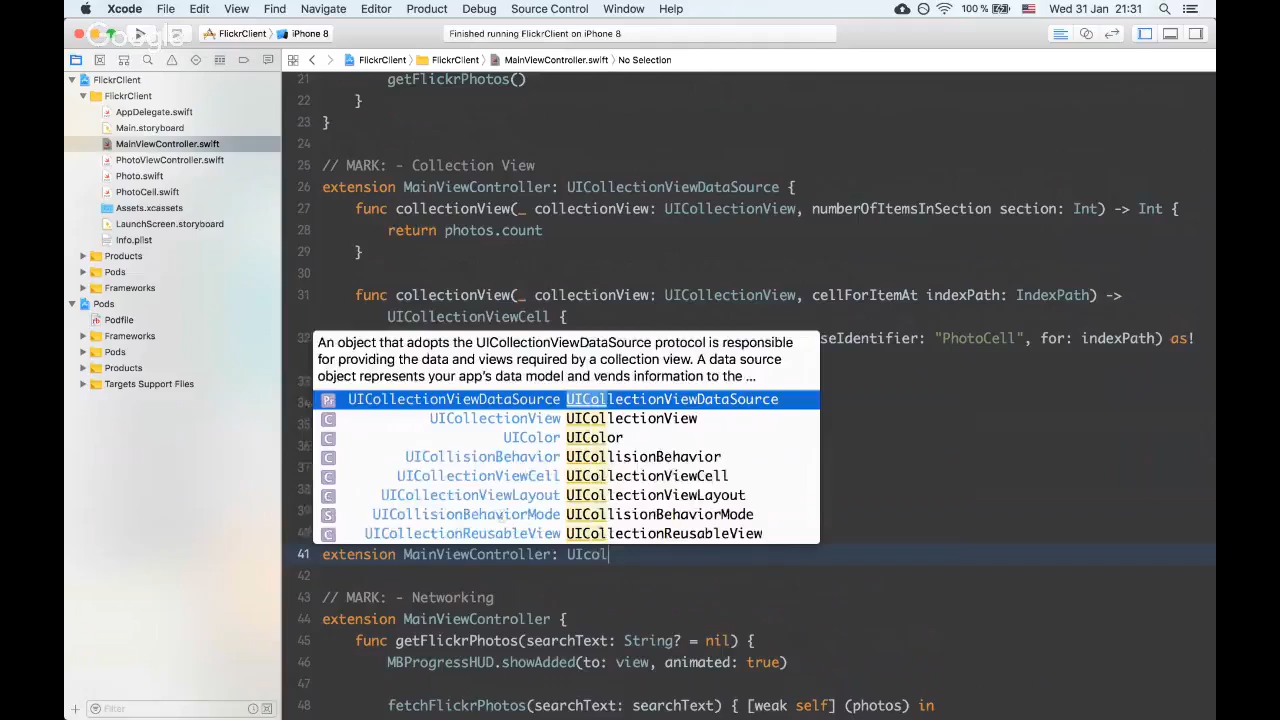 Xcode File Edit View Find Navigate Editor Product Debug Source Control Window Help 100 % Wed 31 Jan 21:31
Google
FlickrClient iPhone 8 Finished running FlickrClient on iPhone 8
FlickrClient FlickrClient MainViewController.swift No Selection
FlickrClient
FlickrClient
AppDelegate.swift
Main.storyboard
MainViewController.swift
PhotoViewController.swift
Photo.swift
PhotoCell.swift
Assets.xcassets
LaunchScreen.storyboard
Info.plist
Products
Pods
Frameworks
Pods
Podfile
Frameworks
Pods
Products
Targets Support Files
Filter
21 getFlickrPhotos()
22 }
23 }
24
25 // MARK: - Collection View
26 extension MainViewController: UICollectionViewDataSource {
27 func collectionView(_ collectionView: UICollectionView, numberOfItemsInSection section: Int) -> Int {
28 return photos.count
29 }
30
31 func collectionView(_ collectionView: UICollectionView, cellForItemAt indexPath: IndexPath) ->
UICollectionViewCell {
32 seIdentifier: "PhotoCell", for: indexPath) as!
An object that adopts the UICollectionViewDataSource protocol is responsible
for providing the data and views required by a collection view. A data source
object represents your app's data model and vends information to the ...
Pr UICollectionViewDataSource UICollectionViewDataSource
C UICollectionView UICollectionView
C UIColor UIColor
C UICollisionBehavior UICollisionBehavior
C UICollectionViewCell UICollectionViewCell
C UICollectionViewLayout UICollectionViewLayout
S UICollisionBehaviorMode UICollisionBehaviorMode
C UICollectionReusableView UICollectionReusableView
41 extension MainViewController: UIcol
42
43 // MARK: - Networking
44 extension MainViewController {
45 func getFlickrPhotos(searchText: String? = nil) {
46 MBProgressHUD.showAdded(to: view, animated: true)
47
48 fetchFlickrPhotos(searchText: searchText) { [weak self] (photos) in